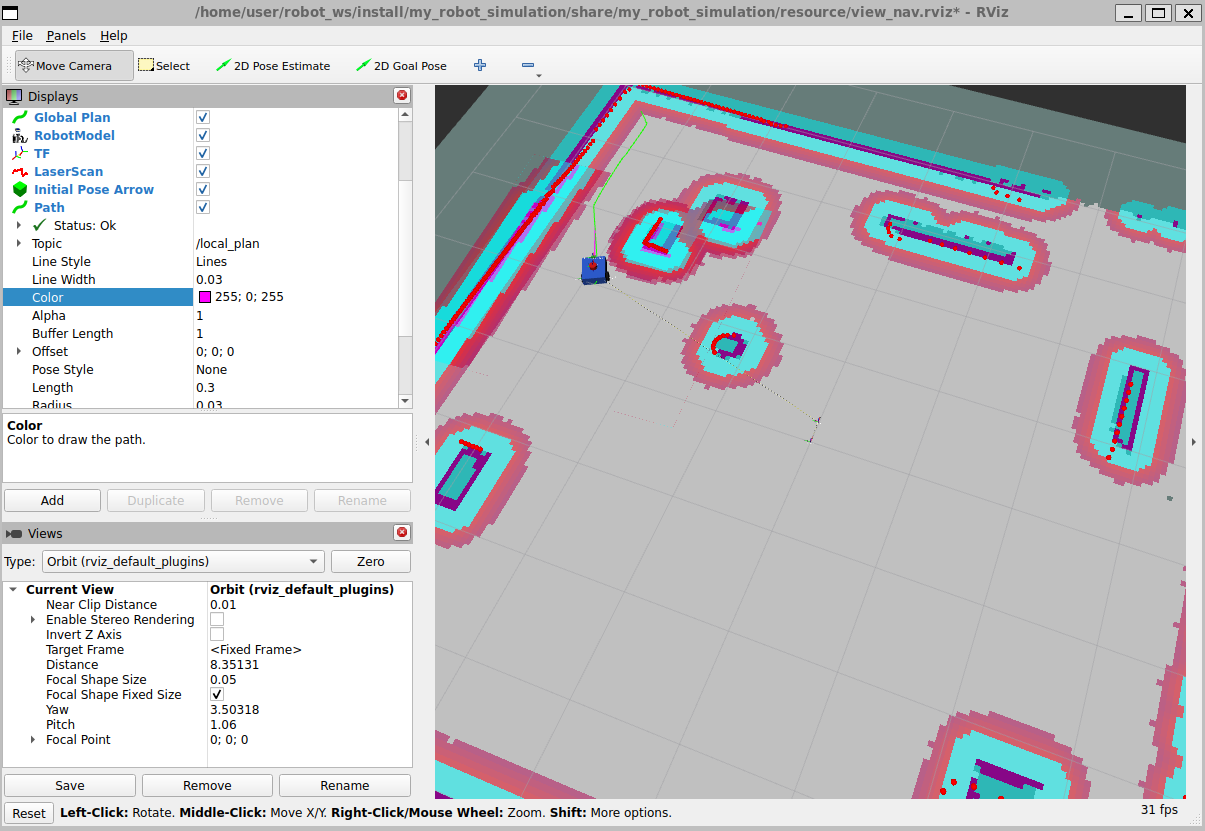 /home/user/robot_ws/install/my_robot_simulation/share/my_robot_simulation/resource/view_nav.rviz* - RViz
File Panels Help
Move Camera Select 2D Pose Estimate 2D Goal Pose
Displays
Global Plan
RobotModel
TF
LaserScan
Initial Pose Arrow
Path
Status: Ok
Topic /local_plan
Line Style Lines
Line Width 0.03
Color 255; 0; 255
Alpha 1
Buffer Length 1
Offset 0; 0; 0
Pose Style None
Length 0.3
Radius 0.03
Color
Color to draw the path.
Add Duplicate Remove Rename
Views
Type: Orbit (rviz_default_plugins) Zero
Current View Orbit (rviz_default_plugins)
Near Clip Distance 0.01
Enable Stereo Rendering
Invert Z Axis
Target Frame <Fixed Frame>
Distance 8.35131
Focal Shape Size 0.05
Focal Shape Fixed Size
Yaw 3.50318
Pitch 1.06
Focal Point 0; 0; 0
Save Remove Rename
Reset Left-Click: Rotate. Middle-Click: Move X/Y. Right-Click/Mouse Wheel: Zoom. Shift: More options. 31 fps